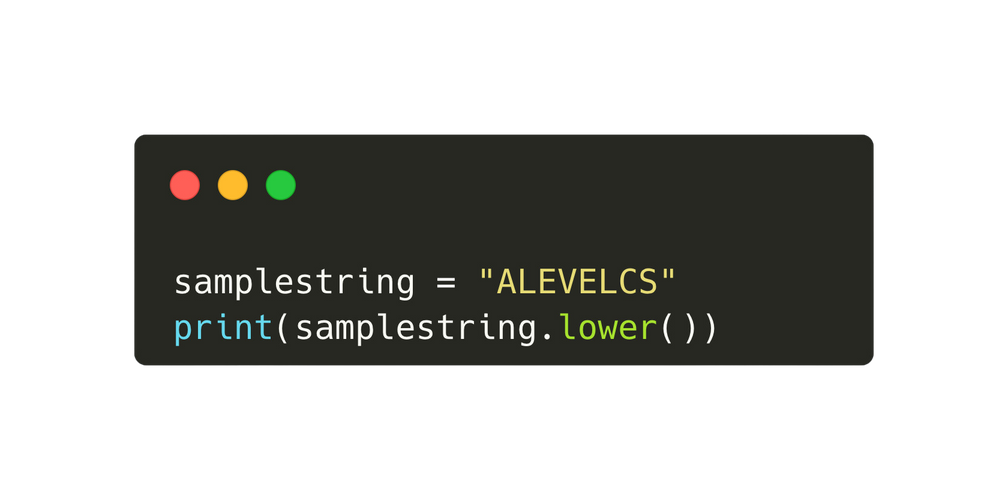 samplestring = "ALEVELCS"
print(samplestring.lower())